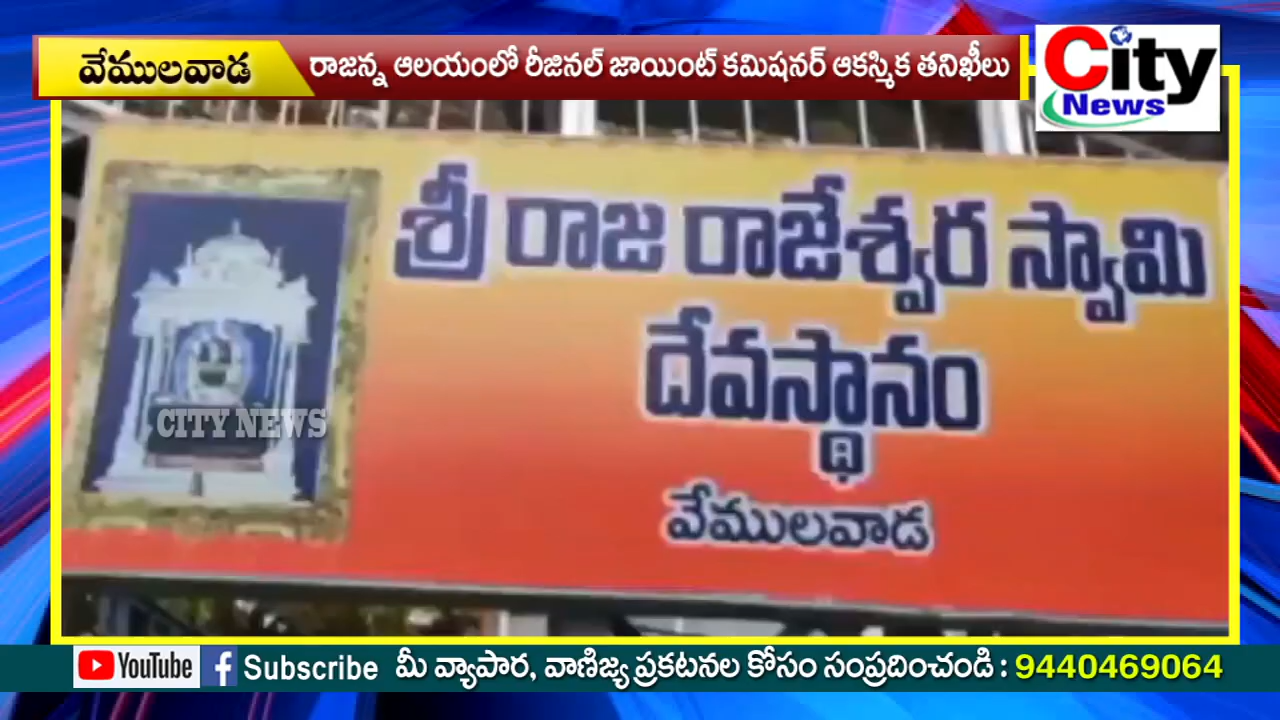 వేములవాడ
రాజన్న ఆలయంలో రీజినల్ జాయింట్ కమిషనర్ ఆకస్మిక తనిఖీలు
City
News
శ్రీ రాజ రాజేశ్వర స్వామి
దేవస్థానం
వేములవాడ
CITY NEWS
YouTube f Subscribe మీ వ్యాపార, వాణిజ్య ప్రకటనల కోసం సంప్రదించండి : 9440469064